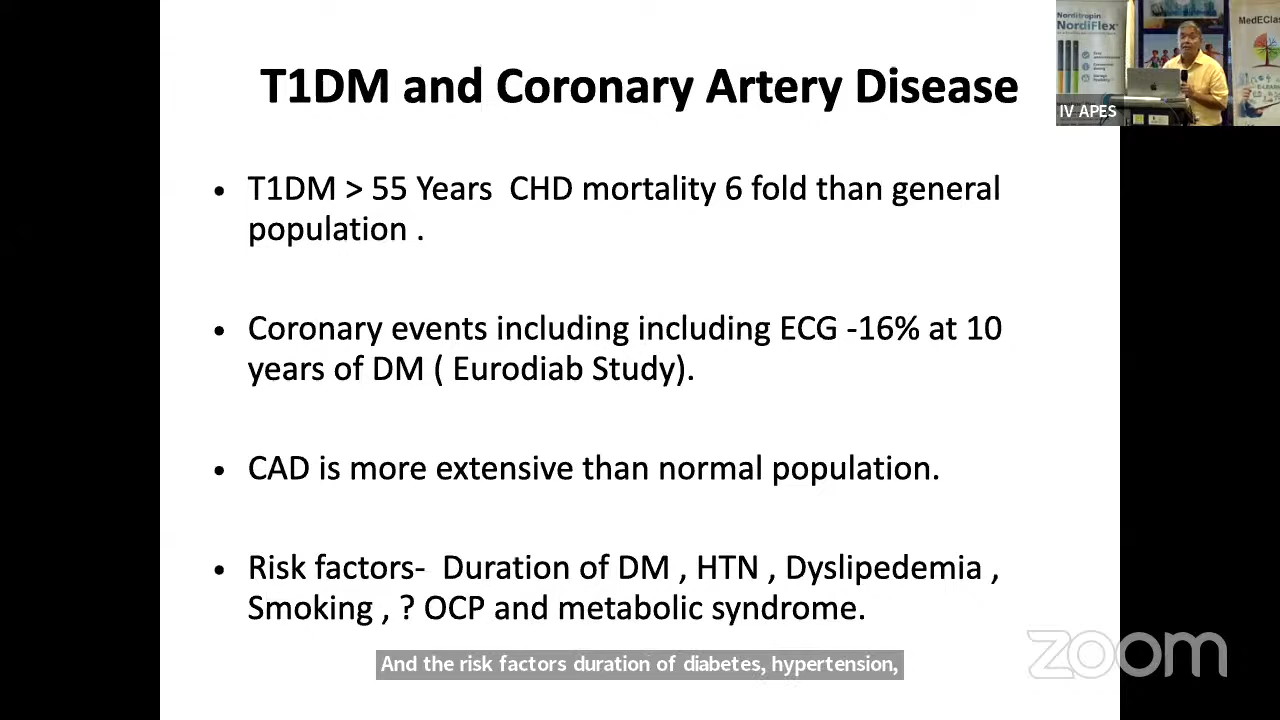 T1DM and Coronary Artery Disease
• T1DM > 55 Years CHD mortality 6 fold than general
population .
• Coronary events including including ECG -16% at 10
years of DM ( Eurodiab Study).
• CAD is more extensive than normal population.
• Risk factors- Duration of DM , HTN , Dyslipedemia ,
Smoking , ? OCP and metabolic syndrome.
And the risk factors duration of diabetes, hypertension,
zoom
Norditropin
NordiFlex
MedECla
IV APES